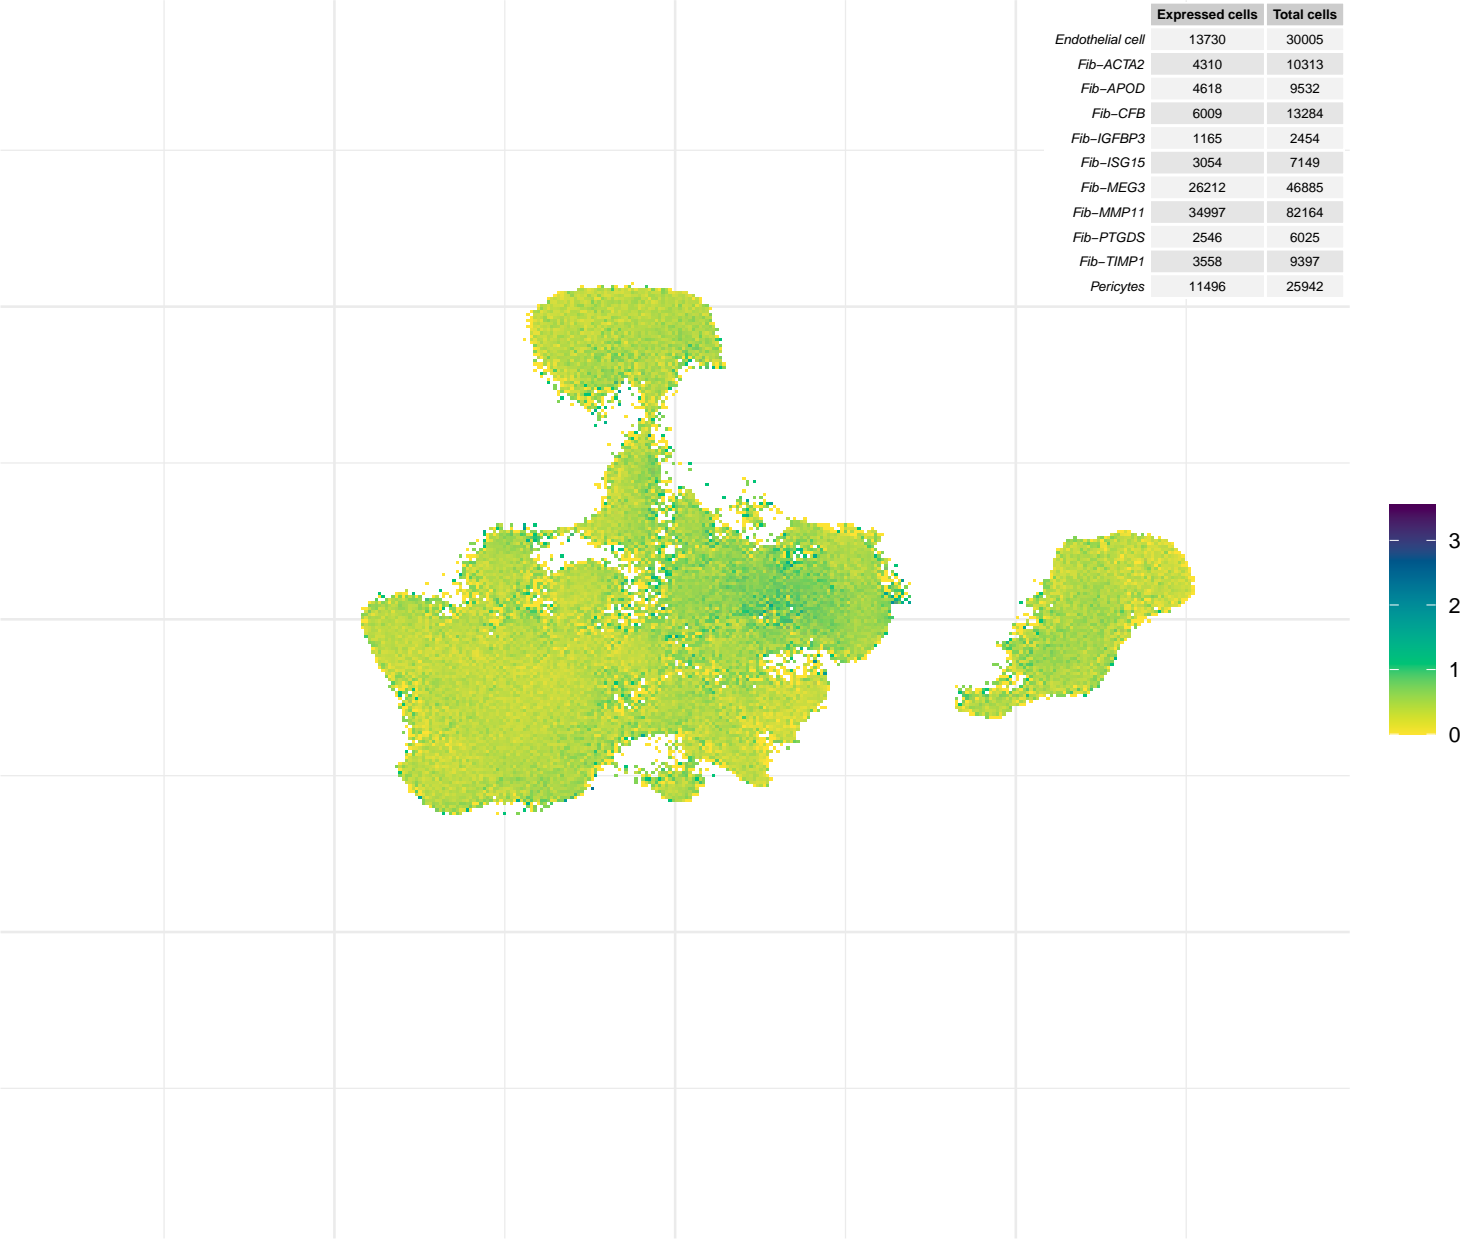 Expressed cells Total cells
Endothelial cell 13730 30005
Fib−ACTA2 4310 10313
Fib−APOD 4618 9532
Fib−CFB 6009 13284
Fib−IGFBP3 1165 2454
Fib−ISG15 3054 7149
Fib−MEG3 26212 46885
Fib−MMP11 34997 82164
Fib−PTGDS 2546 6025
Fib−TIMP1 3558 9397
Pericytes 11496 25942
3
2
1
0